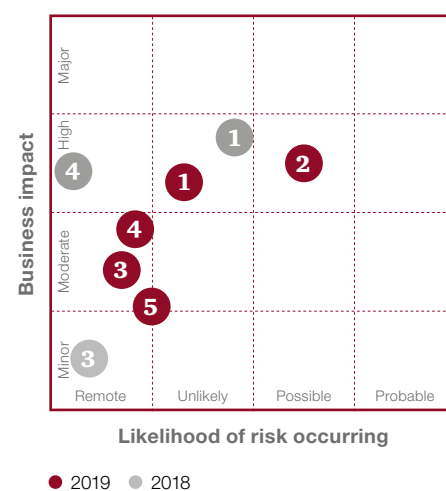 Business impact
Major
High
Moderate
Minor
1
2
4
1
4
3
5
3
Remote Unlikely Possible Probable
Likelihood of risk occurring
2019 2018